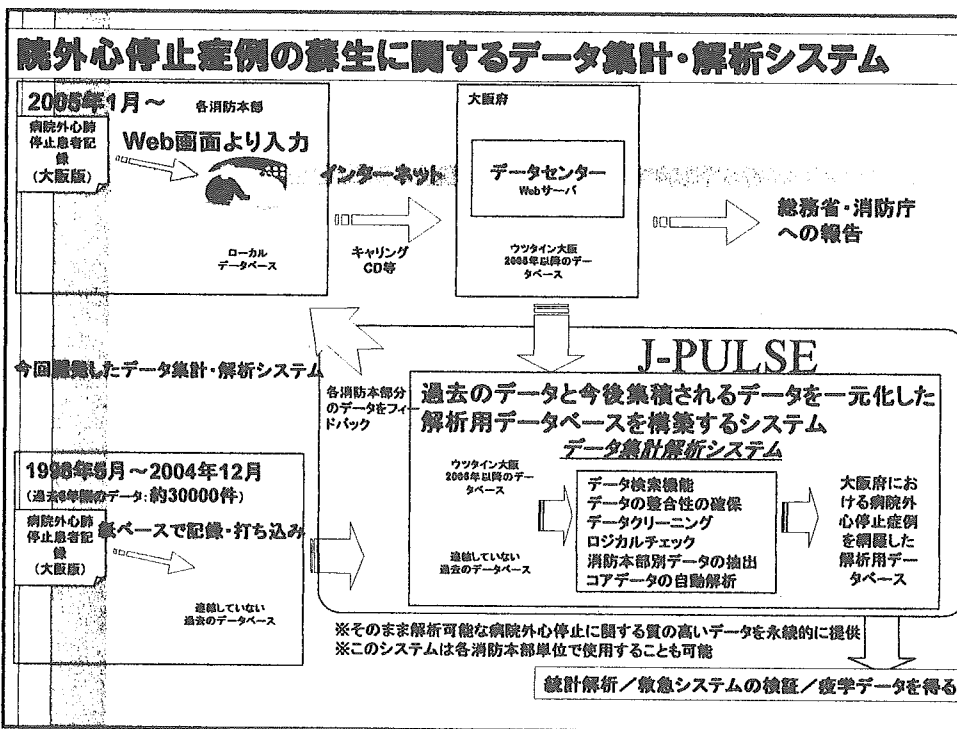 院外心停止症例の蘇生に関するデータ集計・解析システム
2005年1月～
各消防本部
病院外心肺
停止患者記
録
（大阪版）
Web画面より入力
ローカル
データベース
インターネット
キャリング
CD等
大阪府
データセンター
Webサーバ
ウツタイン大阪
2005年以降のデー
タベース
総務省・消防庁
への報告
今回開発したデータ集計・解析システム
各消防本部分
のデータをフィー
ドバック
J-PULSE
過去のデータと今後集積されるデータを一元化した
解析用データベースを構築するシステム
データ集計解析システム
ウツタイン大阪
2005年以降のデー
タベース
連結していない
過去のデータベース
データ検索機能
データの整合性の確保
データクリーニング
ロジカルチェック
消防本部別データの抽出
コアデータの自動解析
大阪府にお
ける病院外
心停止症例
を網羅した
解析用デー
タベース
1998年5月～2004年12月
（過去6年間のデータ：約30000件）
病院外心肺
停止患者記
録
（大阪版）
紙ベースで記録・打ち込み
連結していない
過去のデータベース
※そのまま解析可能な病院外心停止に関する質の高いデータを永続的に提供
※このシステムは各消防本部単位で使用することも可能
統計解析／救急システムの検証／疫学データを得る